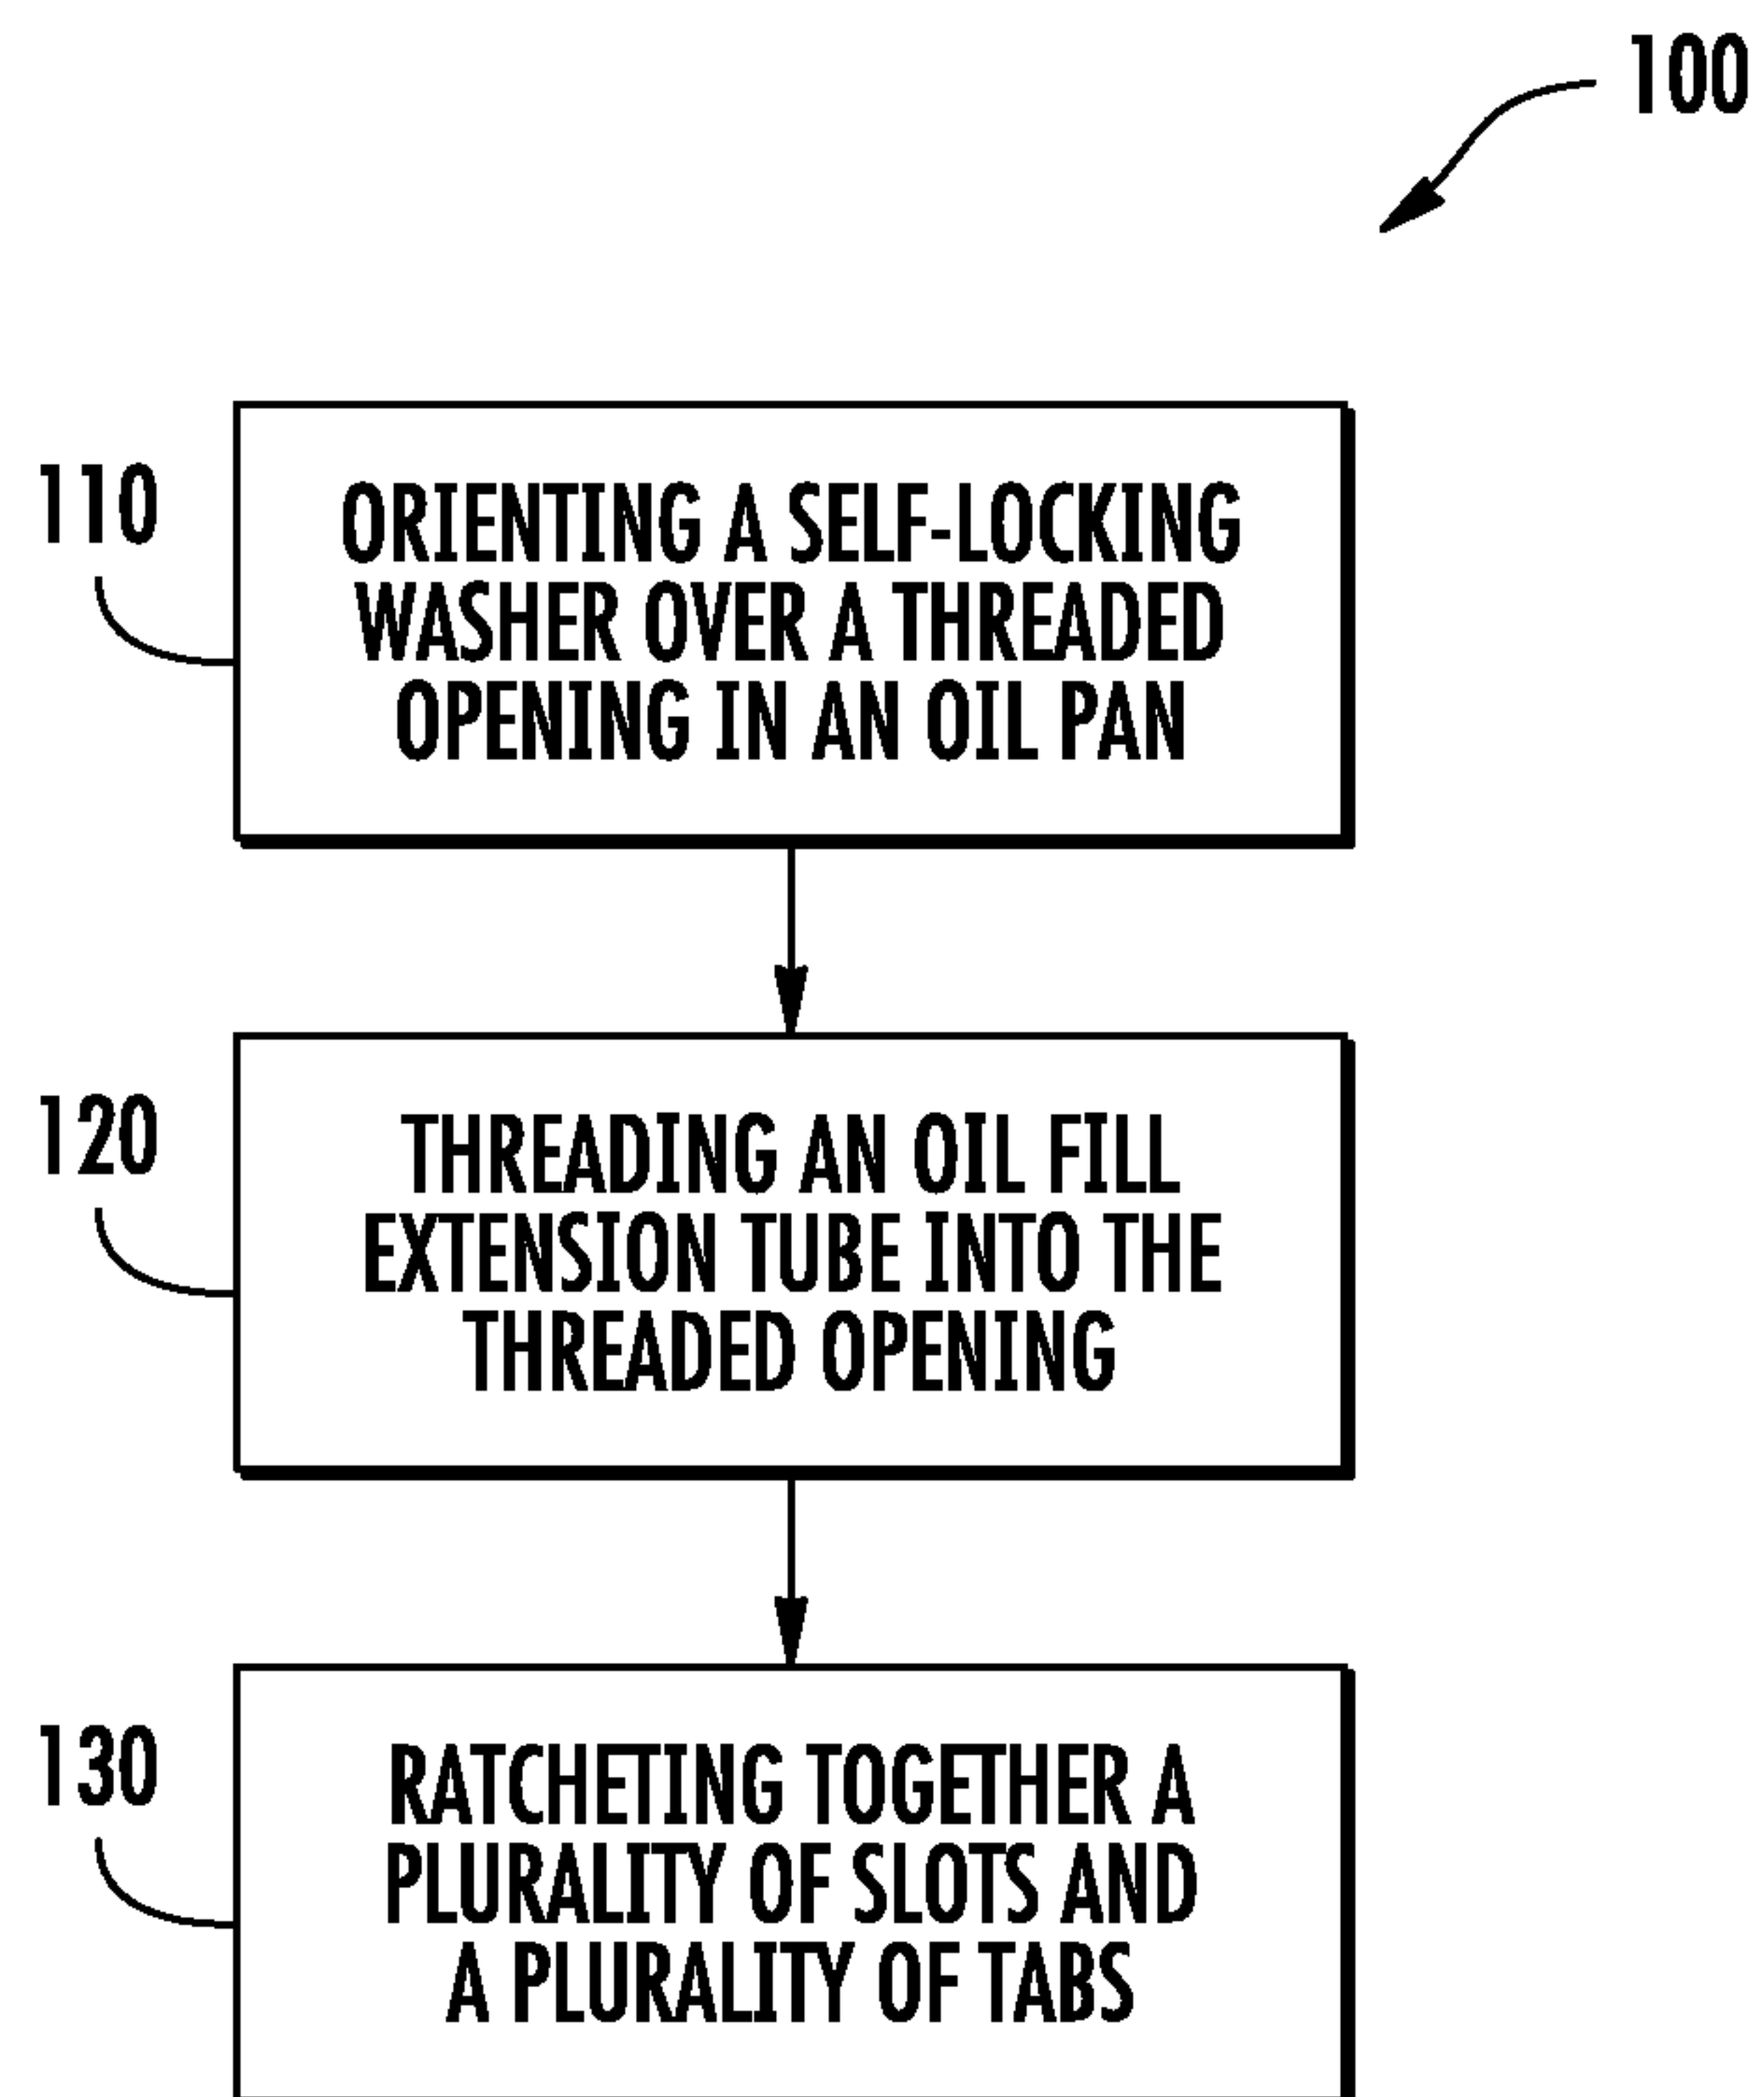 100
110
ORIENTING A SELF-LOCKING
WASHER OVER A THREADED
OPENING IN AN OIL PAN
120
THREADING AN OIL FILL
EXTENSION TUBE INTO THE
THREADED OPENING
130
RATCHETING TOGETHER A
PLURALITY OF SLOTS AND
A PLURALITY OF TABS